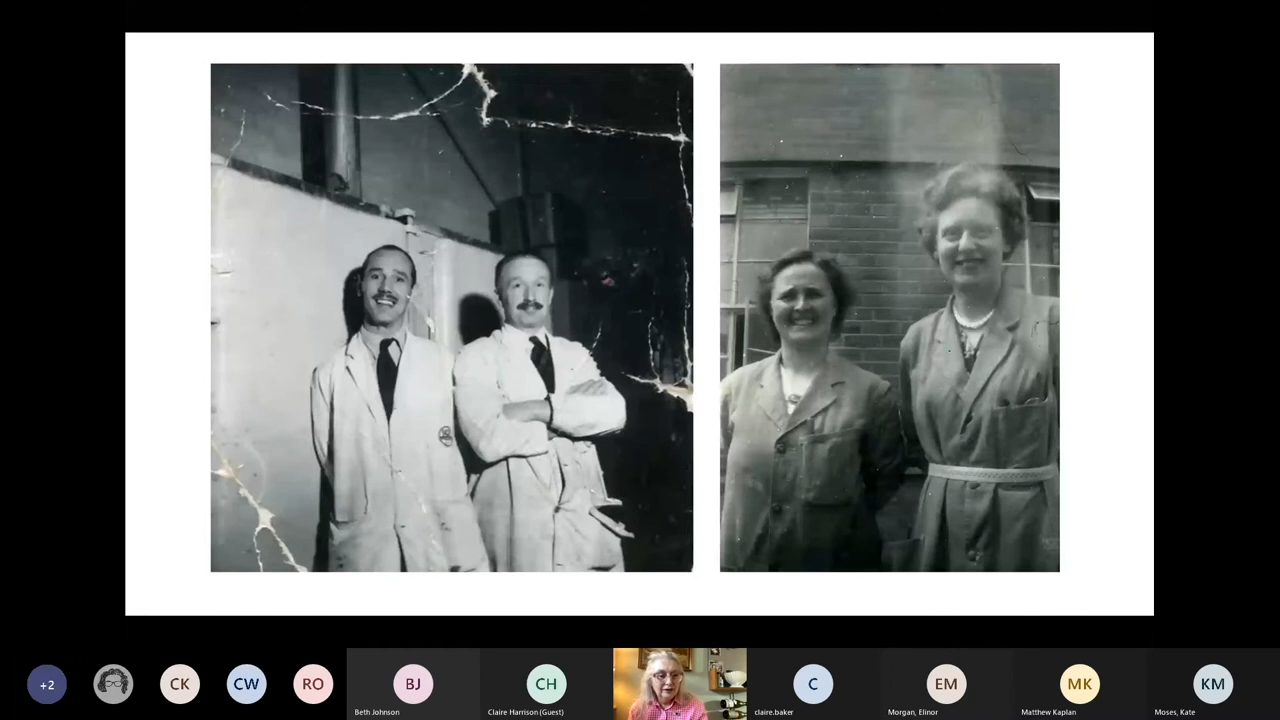 +2
CK
CW
RO
BJ
Beth Johnson
CH
Claire Harrison (Guest)
C
claire.baker
EM
Morgan, Elinor
MK
Matthew Kaplan
KM
Moses, Kate